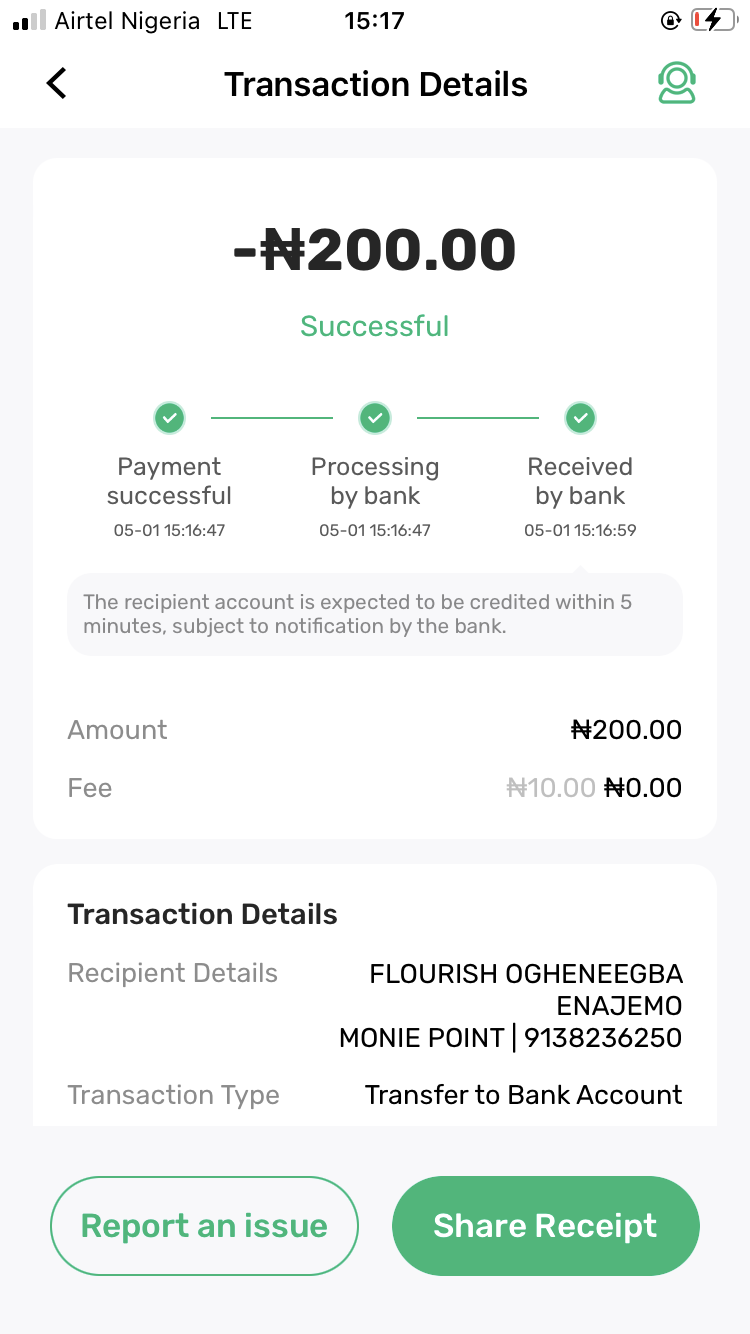 Airtel Nigeria LTE 15:17
Transaction Details
-₦200.00
Successful
Payment successful
05-01 15:16:47
Processing by bank
05-01 15:16:47
Received by bank
05-01 15:16:59
The recipient account is expected to be credited within 5
minutes, subject to notification by the bank.
Amount ₦200.00
Fee ₦10.00 ₦0.00
Transaction Details
Recipient Details FLOURISH OGHENEEGBA
ENAJEMO
MONIE POINT | 9138236250
Transaction Type Transfer to Bank Account
Report an issue Share Receipt